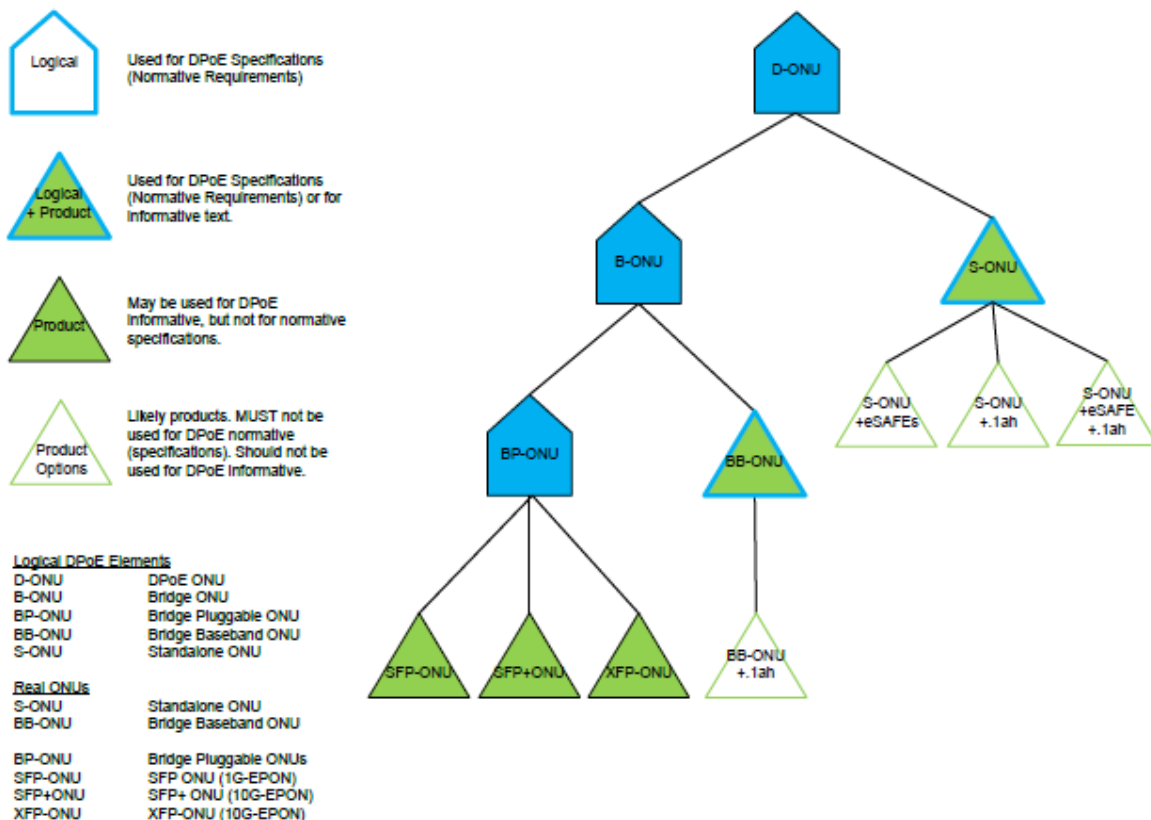 Logical
Used for DPoE Specifications
(Normative Requirements)
Logical
+ Product
Used for DPoE Specifications
(Normative Requirements) or for
informative text.
Product
May be used for DPoE
Informative, but not for normative
specifications.
Product
Options
Likely products. MUST not be
used for DPoE normative
(specifications). Should not be
used for DPoE informative.
D-ONU
B-ONU
S-ONU
S-ONU
+eSAFEs
S-ONU
+.1ah
S-ONU
+eSAFE
+.1ah
BP-ONU
BB-ONU
SFP-ONU
SFP+ONU
XFP-ONU
BB-ONU
+.1ah
Logical DPoE Elements
D-ONU DPoE ONU
B-ONU Bridge ONU
BP-ONU Bridge Pluggable ONU
BB-ONU Bridge Baseband ONU
S-ONU Standalone ONU
Real ONUs
S-ONU Standalone ONU
BB-ONU Bridge Baseband ONU
BP-ONU Bridge Pluggable ONUs
SFP-ONU SFP ONU (1G-EPON)
SFP+ONU SFP+ ONU (10G-EPON)
XFP-ONU XFP-ONU (10G-EPON)